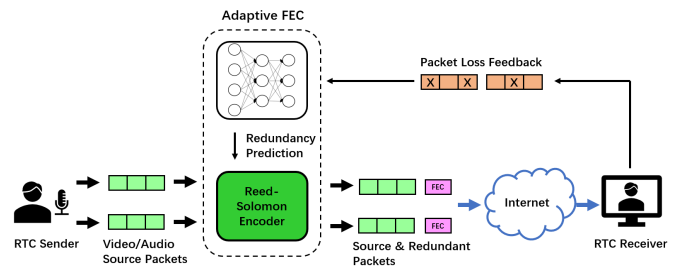 Adaptive FEC
Packet Loss Feedback
X X X
Redundancy
Prediction
Reed-
Solomon
Encoder
FEC
FEC
Internet
RTC Sender
Video/Audio
Source Packets
Source & Redundant
Packets
RTC Receiver